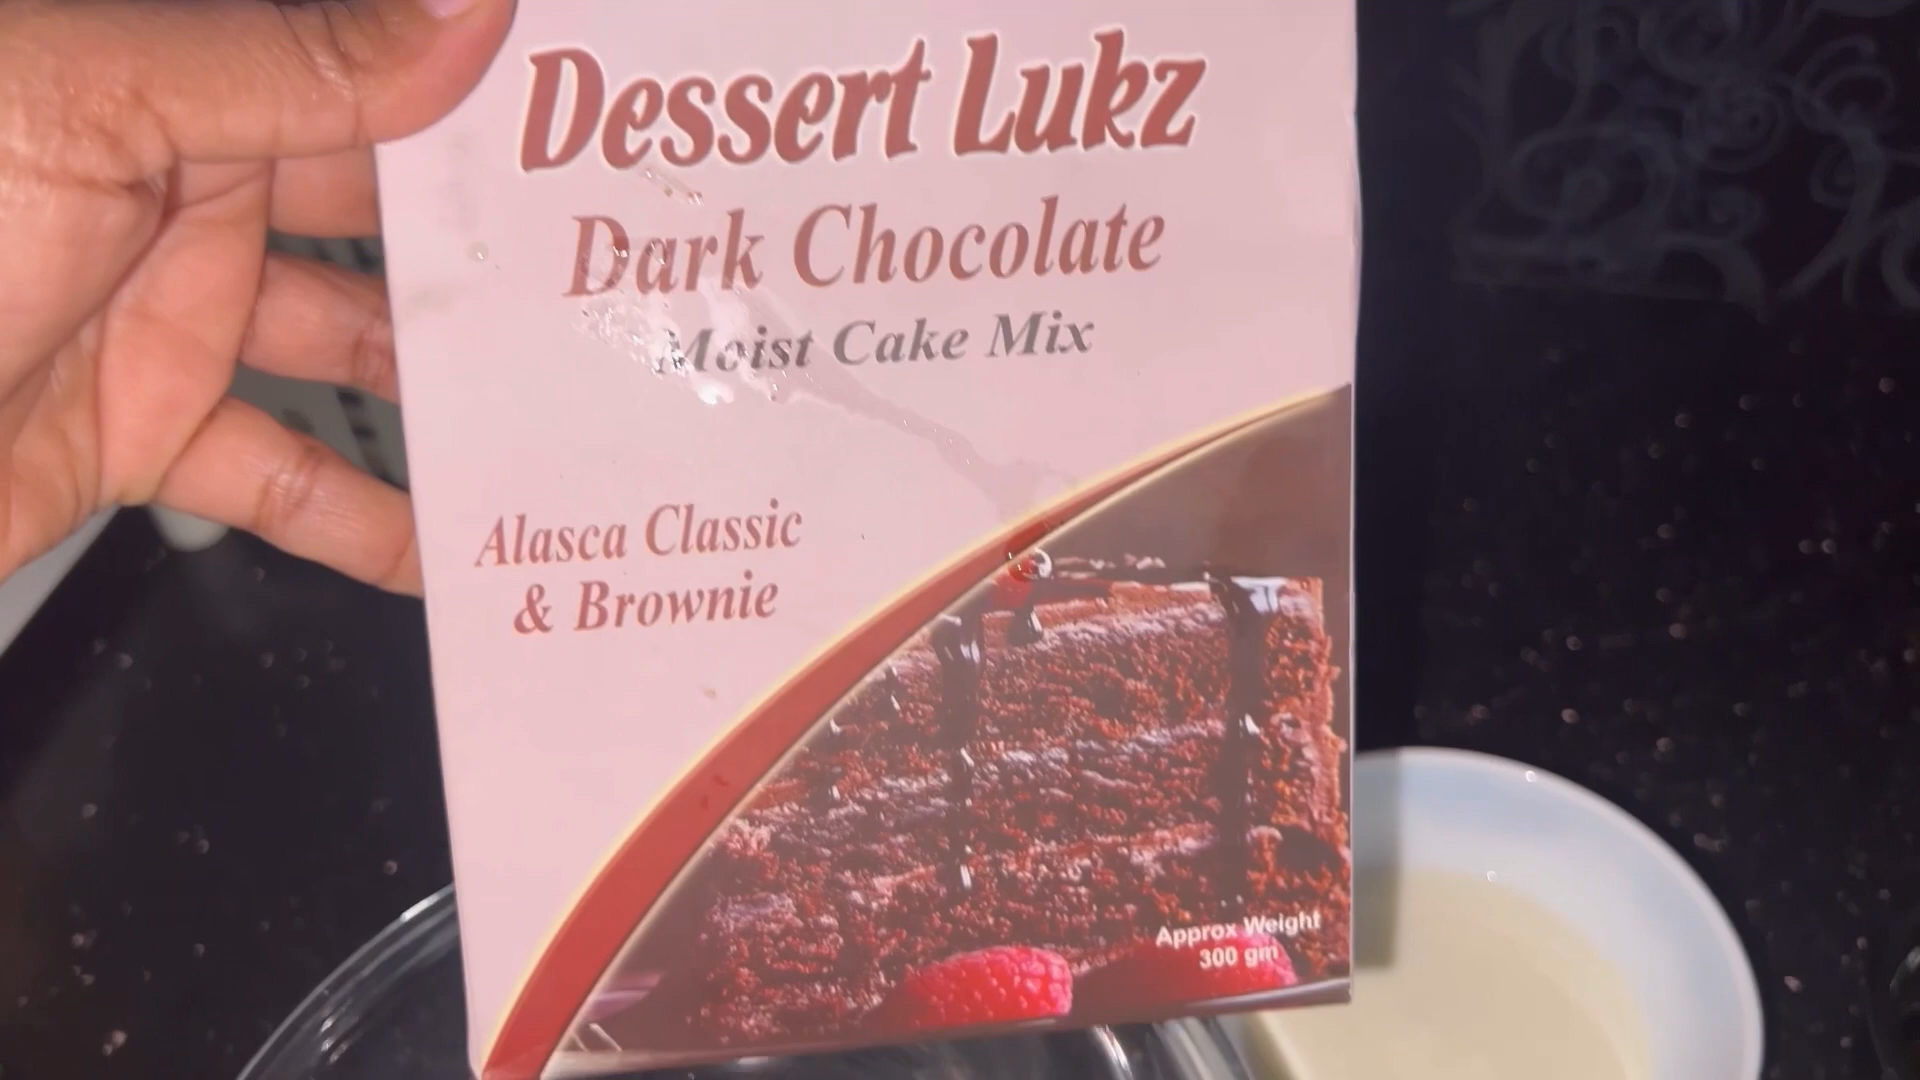 Dessert Lukz
Dark Chocolate
Moist Cake Mix
Alasca Classic
& Brownie
Approx Weight
300 gm